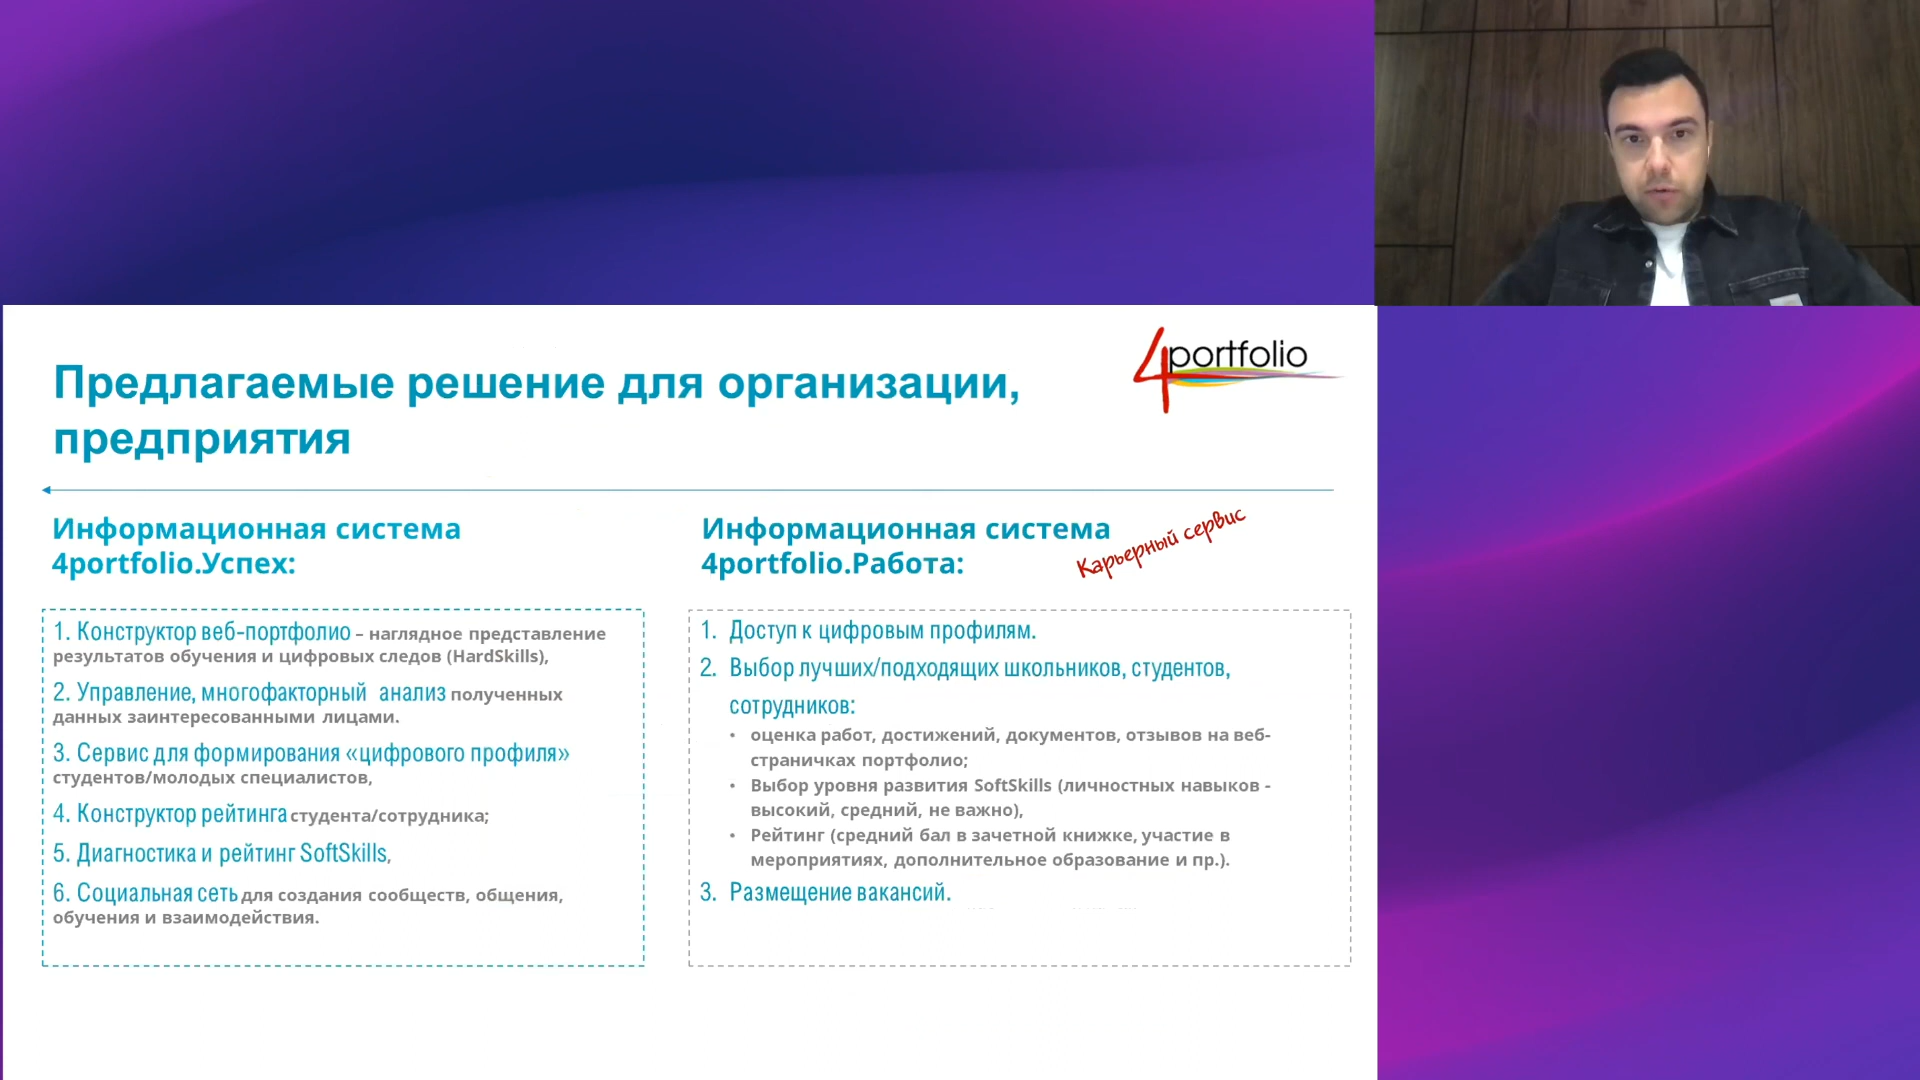 4portfolio
Предлагаемые решение для организации,
предприятия
Информационная система
4portfolio.Успех:
1. Конструктор веб-портфолио – наглядное представление
результатов обучения и цифровых следов (HardSkills),
2. Управление, многофакторный анализ полученных
данных заинтересованными лицами.
3. Сервис для формирования «цифрового профиля»
студентов/молодых специалистов,
4. Конструктор рейтинга студента/сотрудника;
5. Диагностика и рейтинг SoftSkills,
6. Социальная сеть для создания сообществ, общения,
обучения и взаимодействия.
Информационная система
4portfolio.Работа:
Карьерный сервис
1. Доступ к цифровым профилям.
2. Выбор лучших/подходящих школьников, студентов,
сотрудников:
• оценка работ, достижений, документов, отзывов на веб-
страничках портфолио;
• Выбор уровня развития SoftSkills (личностных навыков -
высокий, средний, не важно),
• Рейтинг (средний бал в зачетной книжке, участие в
мероприятиях, дополнительное образование и пр.).
3. Размещение вакансий.